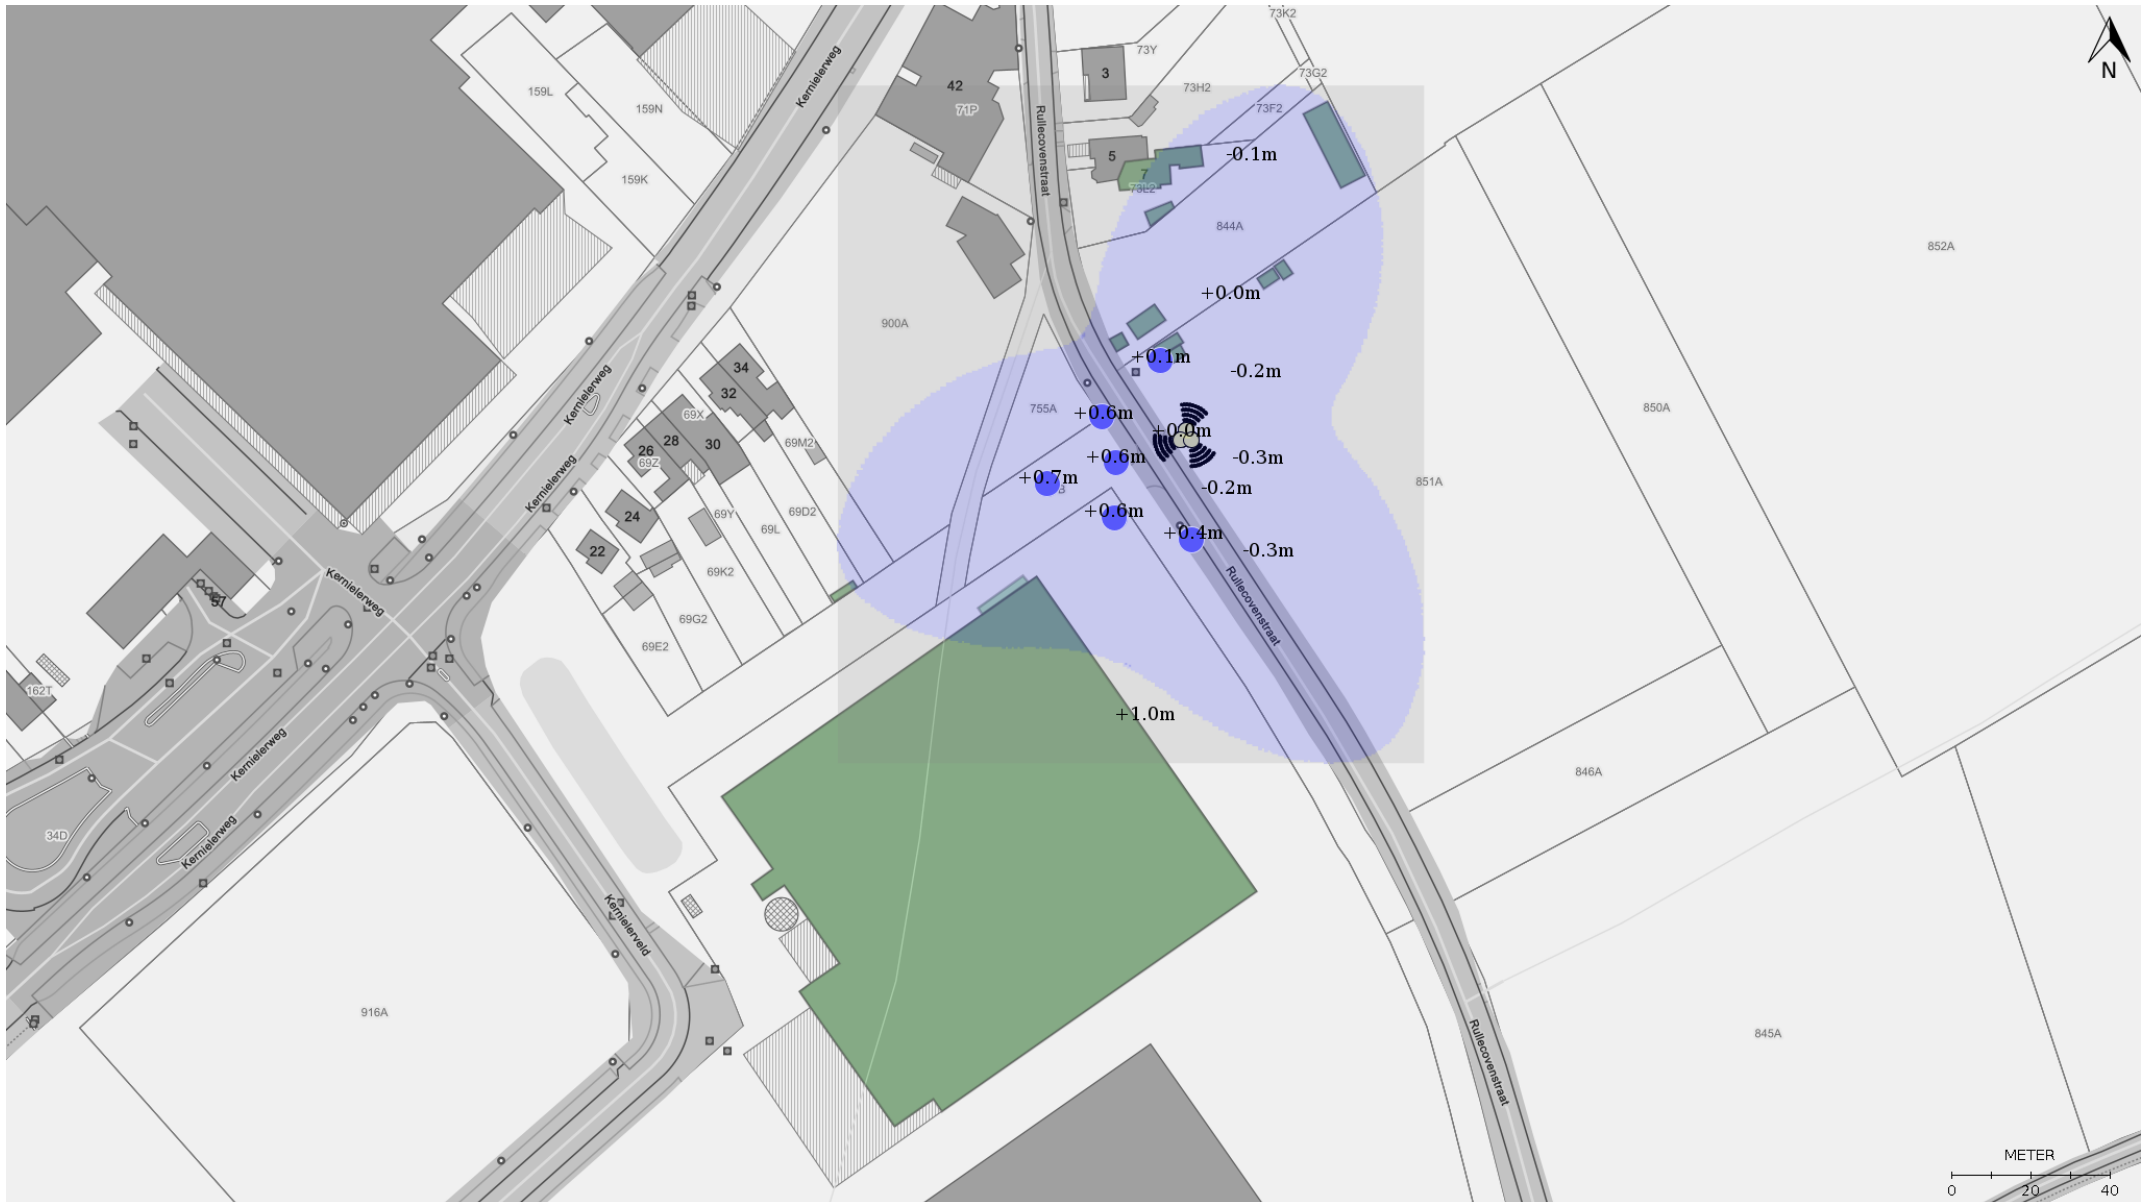 73K2
N
Kernielerweg
3
73Y
73G2
42
73H2
71P
73F2
159L
159N
Rullecovenstraat
5
-0.1m
7
159K
73L2
844A
852A
+0.0m
900A
+0.1m
-0.2m
34
Kernielerweg
32
755A
+0.6m
850A
69X
+0.0m
28
30
69M2
26
+0.6m
-0.3m
69Z
+0.7m
851A
Kernielerweg
-0.2m
24
69Y
69D2
+0.6m
69L
+0.4m
22
-0.3m
69K2
Kernielerweg
57
Rullecovenstraat
69G2
69E2
162T
+1.0m
Kernielerweg
846A
34D
Kernielerweg
Kernielerveld
916A
845A
Rullecovenstraat
METER
0 20 40